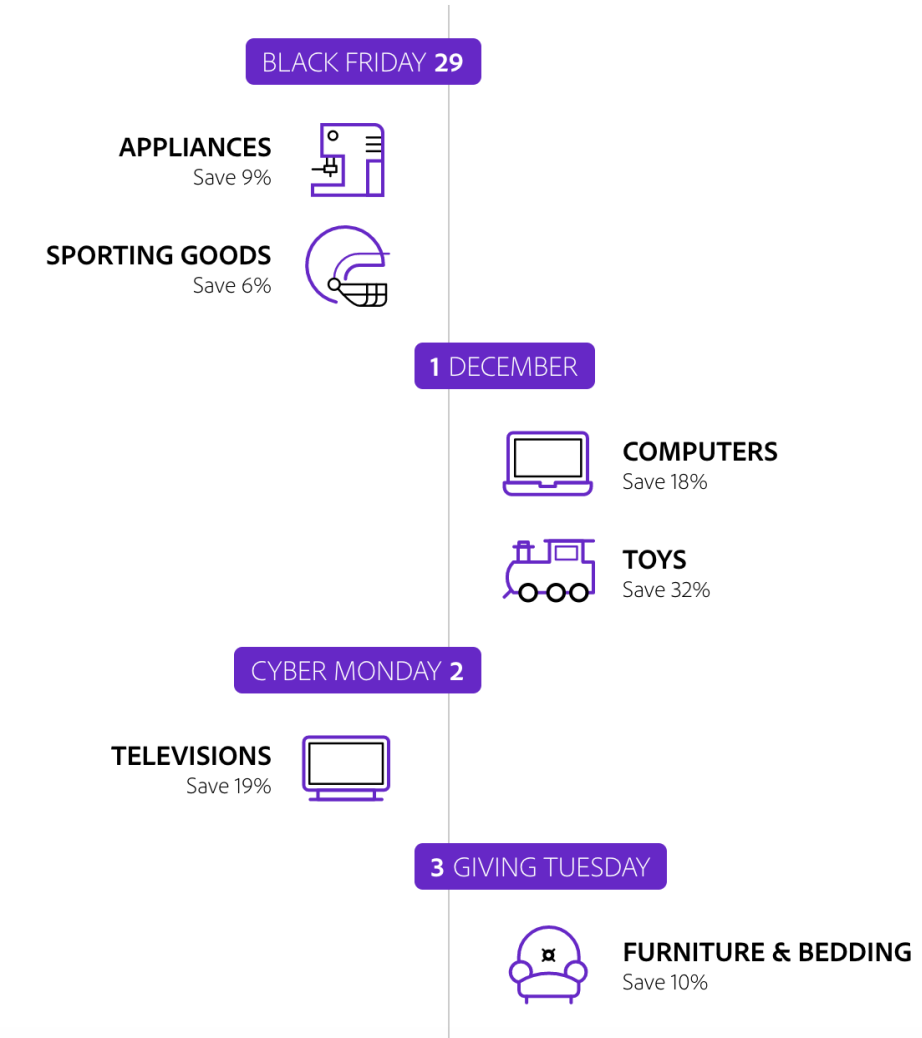 BLACK FRIDAY 29
APPLIANCES
Save 9%
SPORTING GOODS
Save 6%
1 DECEMBER
COMPUTERS
Save 18%
TOYS
Save 32%
CYBER MONDAY 2
TELEVISIONS
Save 19%
3 GIVING TUESDAY
FURNITURE & BEDDING
Save 10%